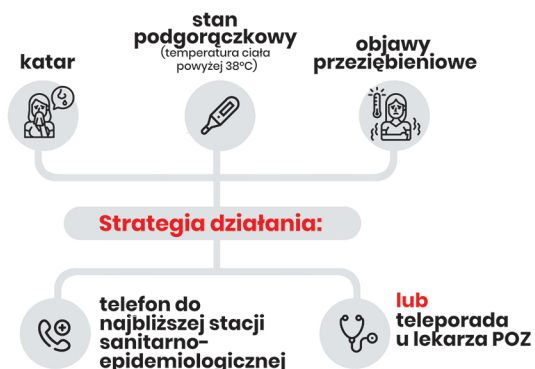 katar
stan
podgorączkowy
(temperatura ciała
powyżej 38°C)
objawy
przeziębieniowe
Strategia działania:
telefon do
najbliższej stacji
sanitarno-
epidemiologicznej
lub
teleporada
u lekarza POZ